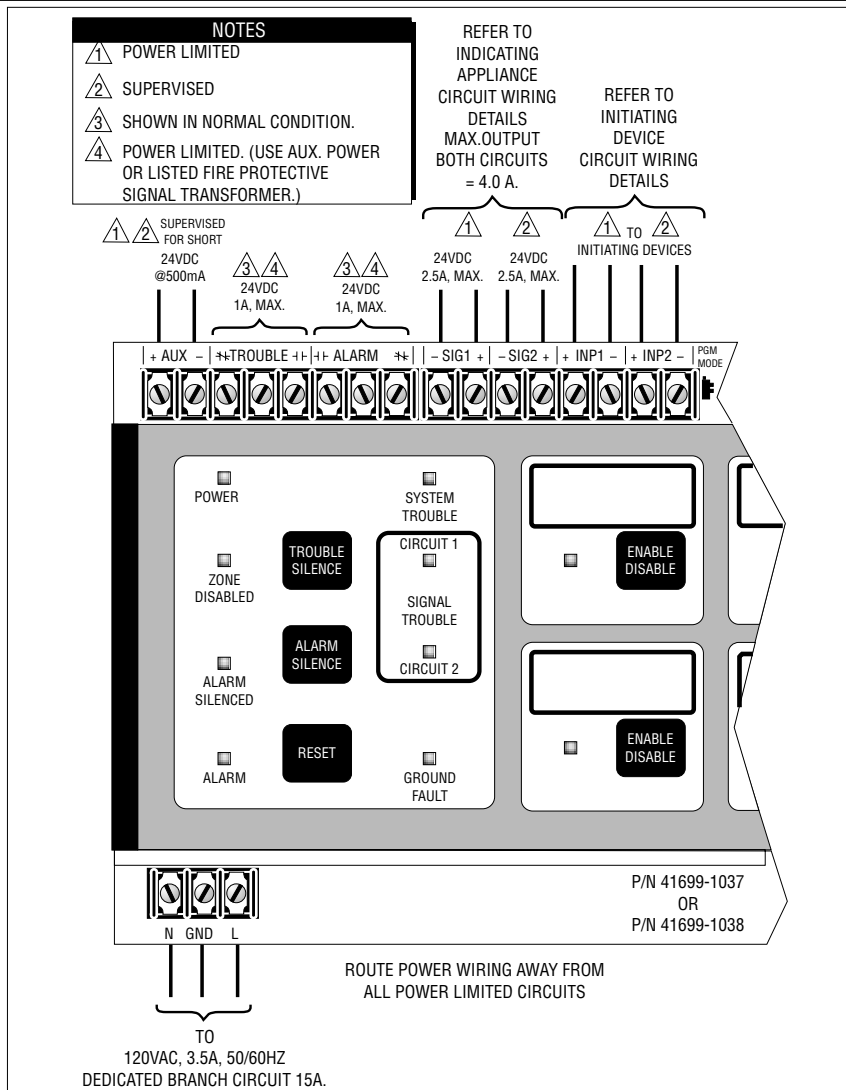 NOTES
1 POWER LIMITED
2 SUPERVISED
3 SHOWN IN NORMAL CONDITION.
4 POWER LIMITED. (USE AUX. POWER
OR LISTED FIRE PROTECTIVE
SIGNAL TRANSFORMER.)
REFER TO
INDICATING
APPLIANCE
CIRCUIT WIRING
DETAILS
MAX.OUTPUT
BOTH CIRCUITS
= 4.0 A.
REFER TO
INITIATING
DEVICE
CIRCUIT WIRING
DETAILS
1 2 SUPERVISED
FOR SHORT
24VDC
@500mA
3 4
24VDC
1A, MAX.
3 4
24VDC
1A, MAX.
1
24VDC
2.5A, MAX.
2
24VDC
2.5A, MAX.
1 TO 2
INITIATING DEVICES
+ AUX –
TROUBLE
ALARM
– SIG1 +
– SIG2 +
+ INP1 –
+ INP2 –
PGM
MODE
POWER
ZONE
DISABLED
ALARM
SILENCED
ALARM
TROUBLE
SILENCE
ALARM
SILENCE
RESET
SYSTEM
TROUBLE
CIRCUIT 1
SIGNAL
TROUBLE
CIRCUIT 2
GROUND
FAULT
ENABLE
DISABLE
ENABLE
DISABLE
N GND L
P/N 41699-1037
OR
P/N 41699-1038
ROUTE POWER WIRING AWAY FROM
ALL POWER LIMITED CIRCUITS
TO
120VAC, 3.5A, 50/60HZ
DEDICATED BRANCH CIRCUIT 15A.